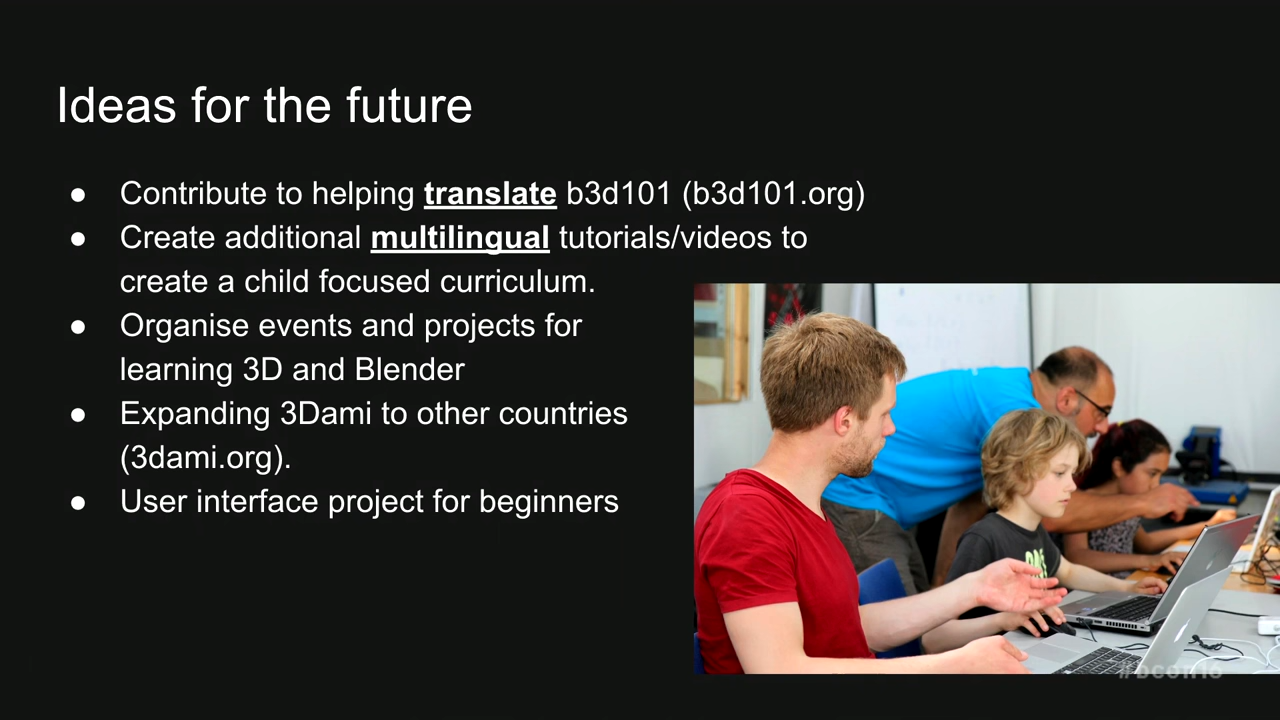 Ideas for the future
● Contribute to helping translate b3d101 (b3d101.org)
● Create additional multilingual tutorials/videos to
create a child focused curriculum.
● Organise events and projects for
learning 3D and Blender
● Expanding 3Dami to other countries
(3dami.org).
● User interface project for beginners